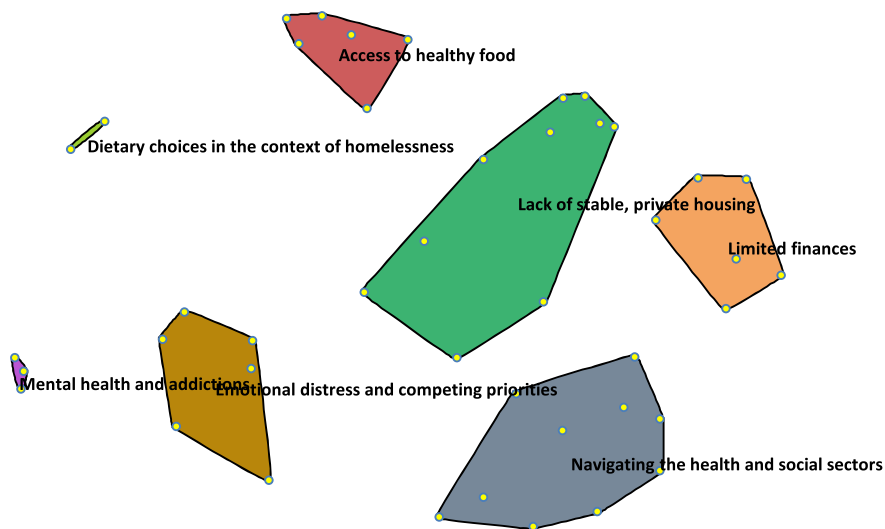 Access to healthy food
Dietary choices in the context of homelessness
Lack of stable, private housing
Limited finances
Mental health and addictions
Emotional distress and competing priorities
Navigating the health and social sectors